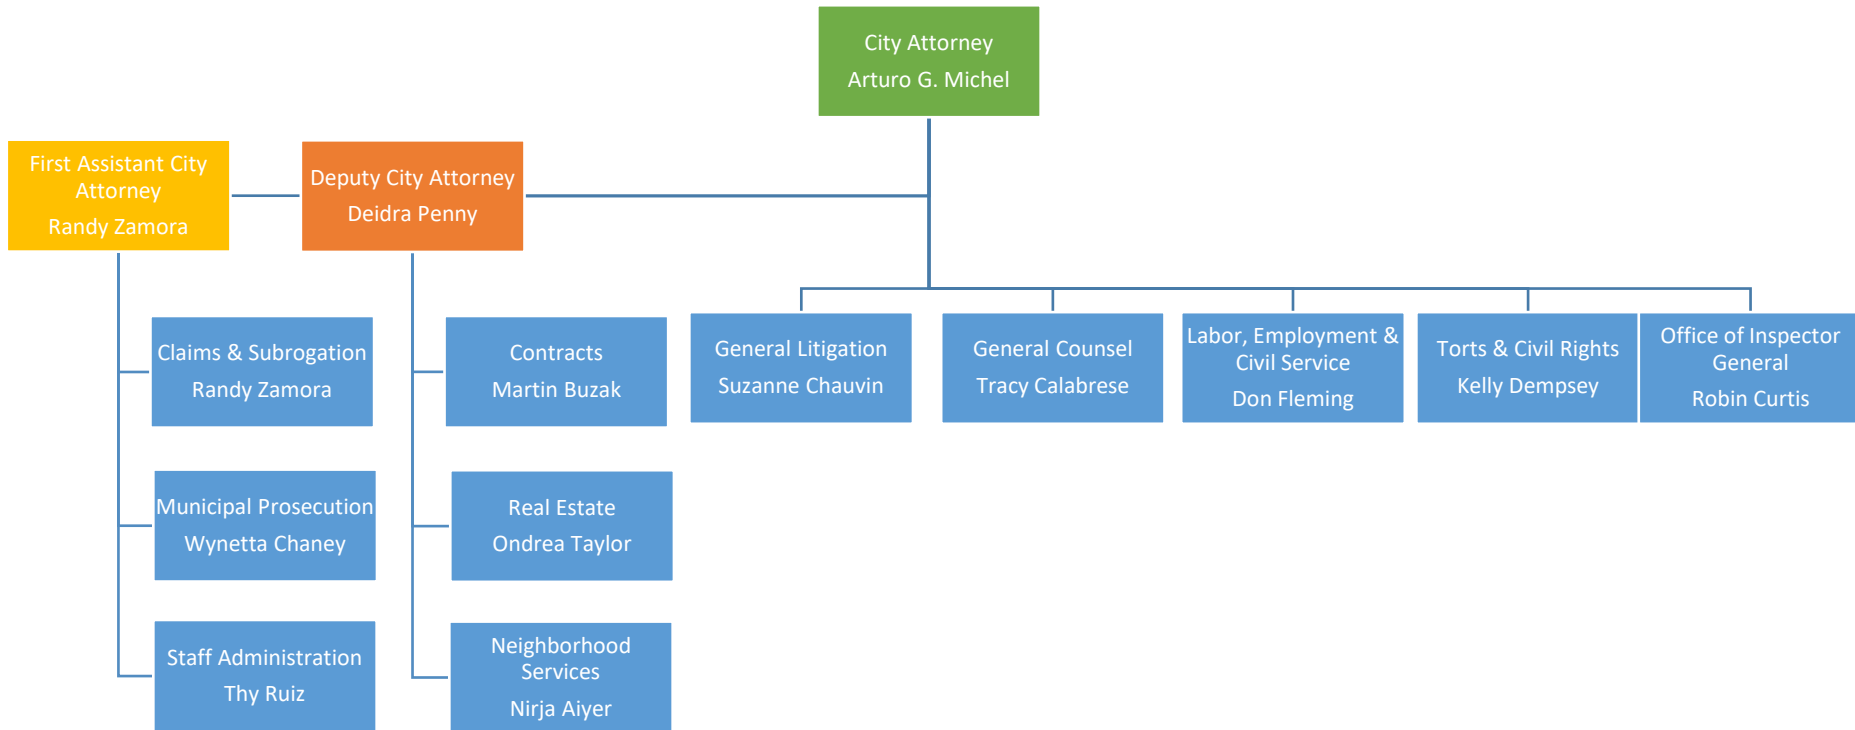 City Attorney
Arturo G. Michel
First Assistant City
Attorney
Randy Zamora
Deputy City Attorney
Deidra Penny
Claims & Subrogation
Randy Zamora
Contracts
Martin Buzak
General Litigation
Suzanne Chauvin
General Counsel
Tracy Calabrese
Labor, Employment &
Civil Service
Don Fleming
Torts & Civil Rights
Kelly Dempsey
Office of Inspector
General
Robin Curtis
Municipal Prosecution
Wynetta Chaney
Real Estate
Ondrea Taylor
Staff Administration
Thy Ruiz
Neighborhood
Services
Nirja Aiyer